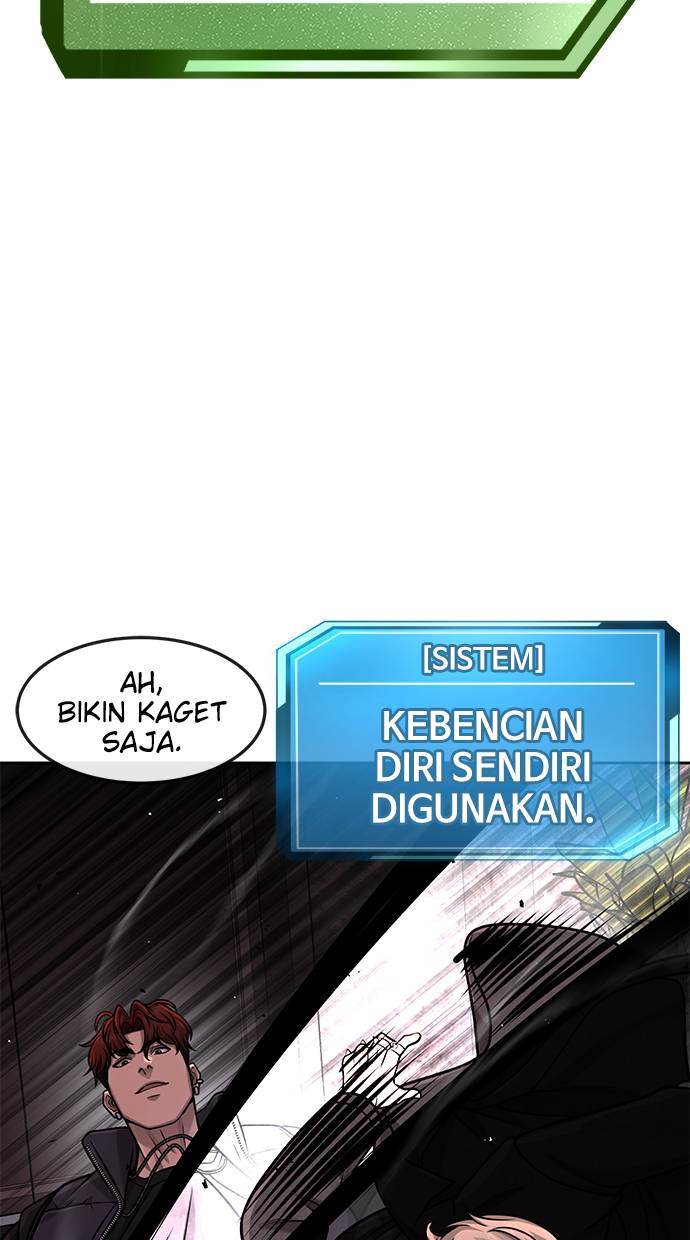 AH,
BIKIN KAGET
SAJA.
[SISTEM]
KEBENCIAN
DIRI SENDIRI
DIGUNAKAN.